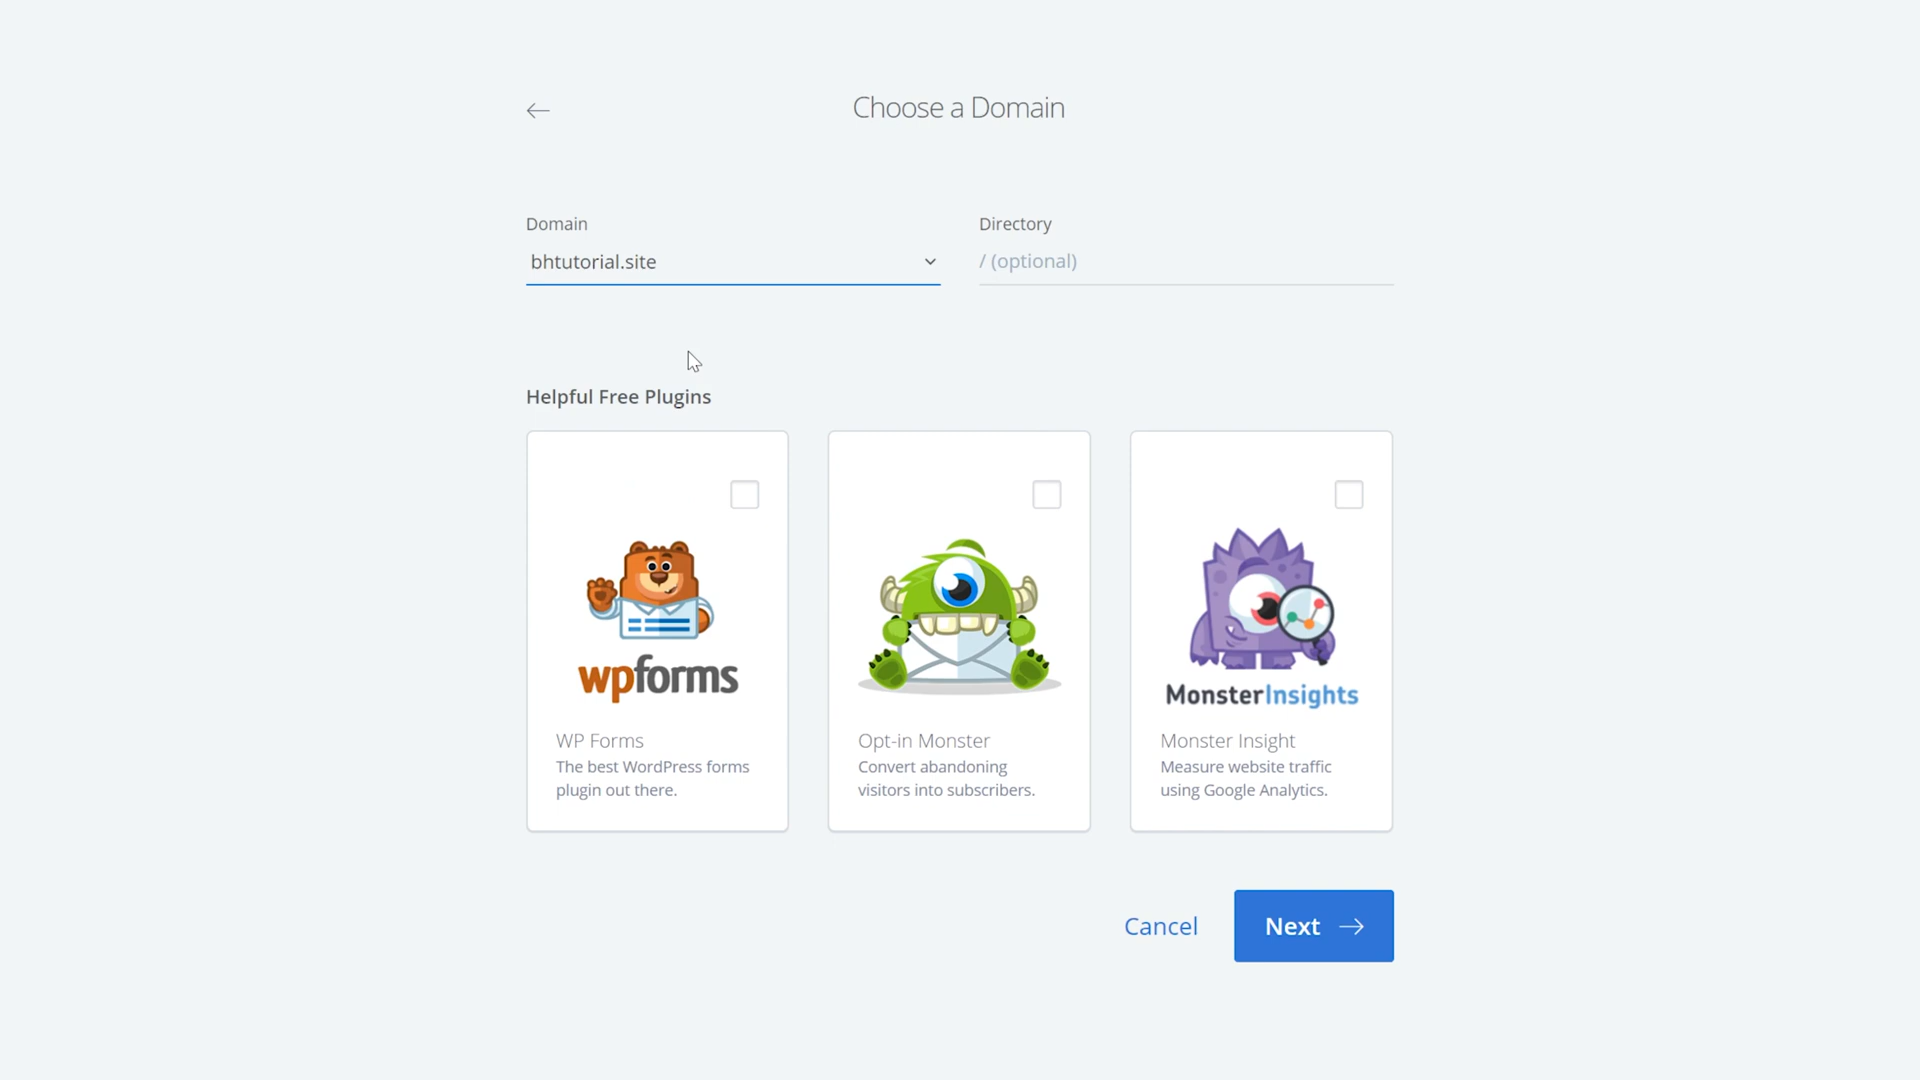 Choose a Domain
Domain
Directory
bhtutorial.site
/ (optional)
Helpful Free Plugins
wpforms
MonsterInsights
WP Forms
The best WordPress forms
plugin out there.
Opt-in Monster
Convert abandoning
visitors into subscribers.
Monster Insight
Measure website traffic
using Google Analytics.
Cancel
Next